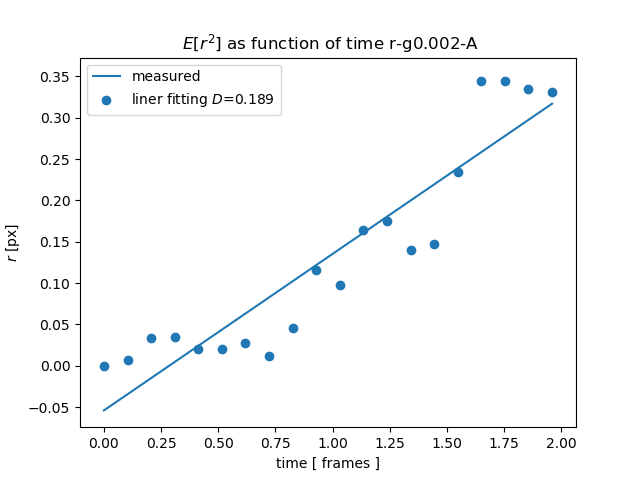 E[r²] as function of time r-g0.002-A
measured
liner fitting D=0.189
0.35
0.30
0.25
0.20
0.15
0.10
0.05
0.00
−0.05
r [px]
0.00 0.25 0.50 0.75 1.00 1.25 1.50 1.75 2.00
time [ frames ]